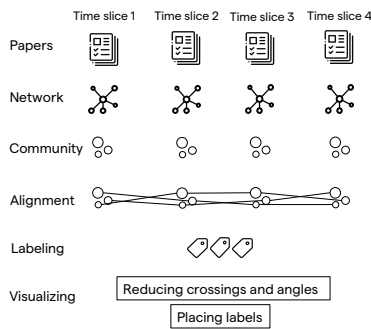 Time slice 1 Time slice 2 Time slice 3 Time slice 4
Papers
Network
Community
Alignment
Labeling
Visualizing
Reducing crossings and angles
Placing labels